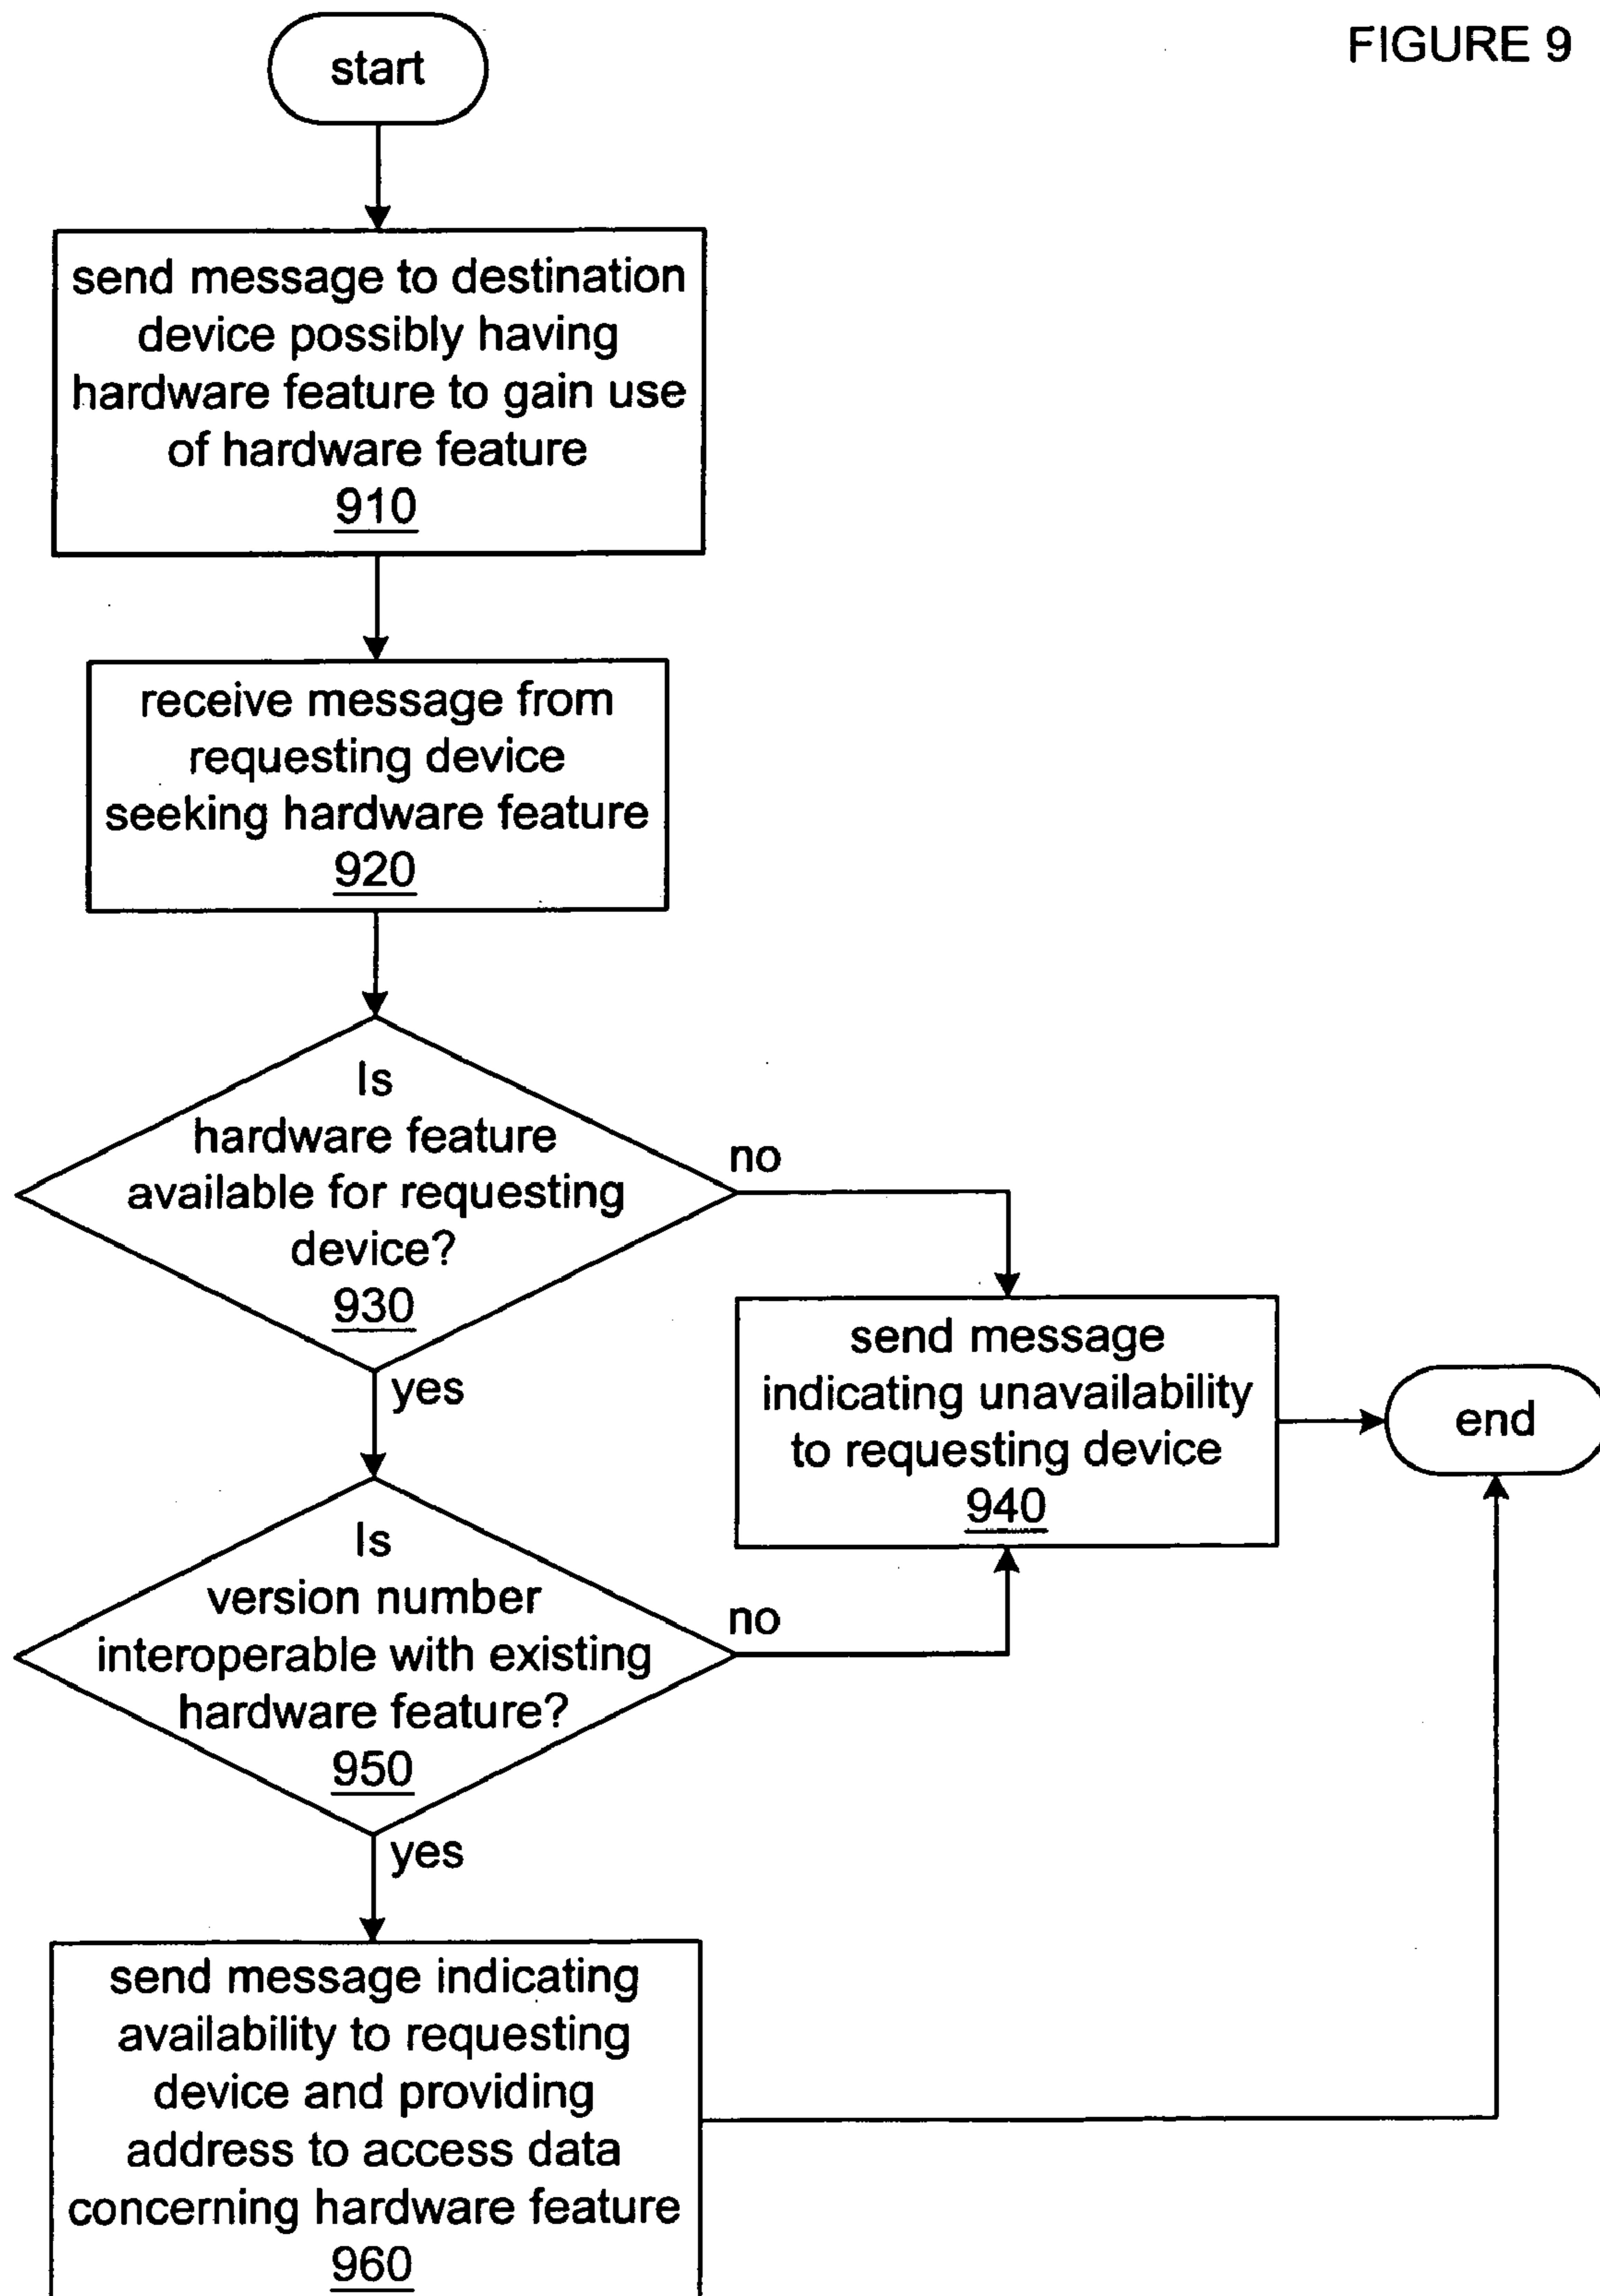 FIGURE 9
start
send message to destination
device possibly having
hardware feature to gain use
of hardware feature
910
receive message from
requesting device
seeking hardware feature
920
Is
hardware feature
available for requesting
device?
930
no
yes
send message
indicating unavailability
to requesting device
940
end
Is
version number
interoperable with existing
hardware feature?
950
no
yes
send message indicating
availability to requesting
device and providing
address to access data
concerning hardware feature
960